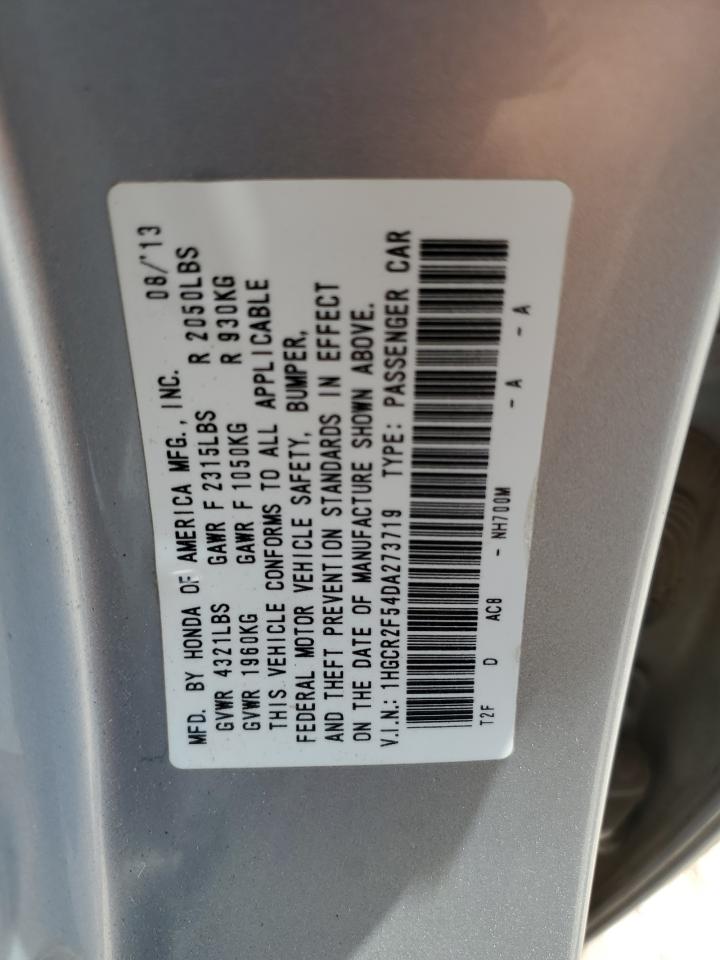 MFD. BY HONDA OF AMERICA MFG., INC. 08/'13
GVWR 4321LBS GAWR F 2315LBS R 2050LBS
GVWR 1960KG GAWR F 1050KG R 930KG
THIS VEHICLE CONFORMS TO ALL APPLICABLE
FEDERAL MOTOR VEHICLE SAFETY, BUMPER,
AND THEFT PREVENTION STANDARDS IN EFFECT
ON THE DATE OF MANUFACTURE SHOWN ABOVE.
V.I.N.: 1HGCR2F54DA273719 TYPE: PASSENGER CAR
T2F D AC8 - NH700M - A - A